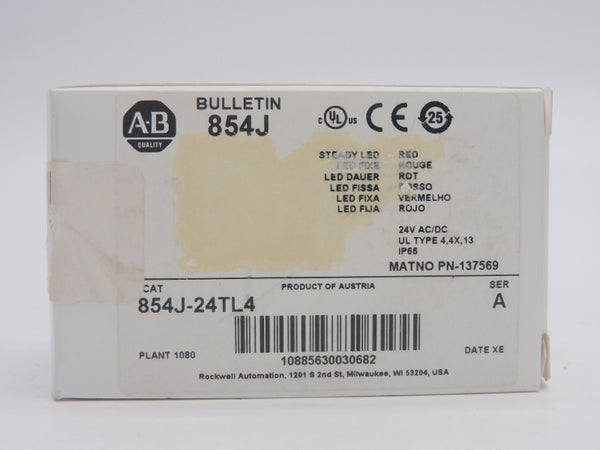 A-B
QUALITY
BULLETIN
854J
C UL US CE 25
STEADY LED RED
LED FIXE ROUGE
LED DAUER ROT
LED FISSA ROSSO
LED FIXA VERMELHO
LED FIJA ROJO
24V AC/DC
UL TYPE 4,4X,13
IP66
MATNO PN-137569
CAT PRODUCT OF AUSTRIA SER
854J-24TL4 A
PLANT 1080 10885630030682 DATE XE
Rockwell Automation, 1201 S 2nd St, Milwaukee, WI 53204, USA